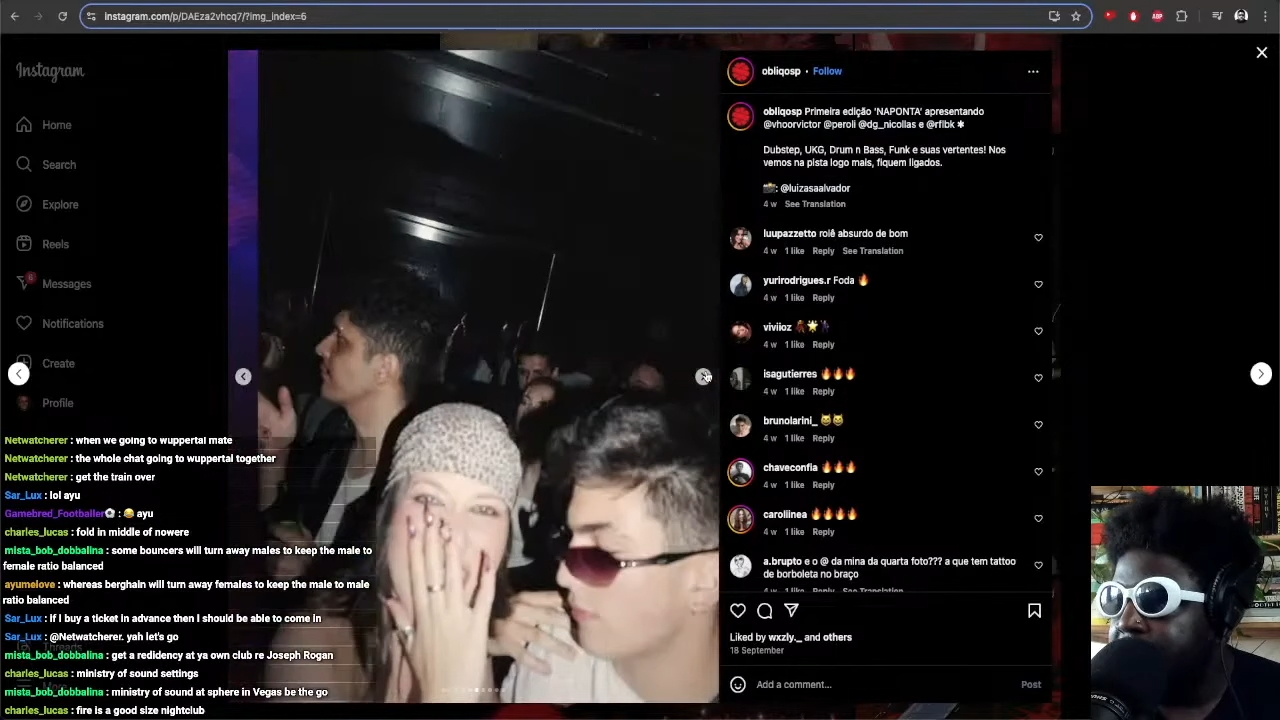 instagram.com/p/DAEza2vhcq7/?img_index=6
Instagram
Home
Search
Explore
Reels
6
Messages
Notifications
Create
Profile
obliqosp • Follow
obliqosp Primeira edição 'NAPONTA' apresentando
@vhoorvictor @peroli @dg_nicollas e @rflbk ✱
Dubstep, UKG, Drum n Bass, Funk e suas vertentes! Nos
vemos na pista logo mais, fiquem ligados.
📸: @luizasaalvador
4 w See Translation
luupazzetto rolê absurdo de bom
4 w 1 like Reply See Translation
yurirodrigues.r Foda 🔥
4 w 1 like Reply
viviioz
4 w 1 like Reply
isagutierres 🔥🔥🔥
4 w 1 like Reply
brunolarini_ 😺😺
4 w 1 like Reply
chaveconfia 🔥🔥🔥
4 w 1 like Reply
caroliinea 🔥🔥🔥🔥
4 w 1 like Reply
a.brupto e o @ da mina da quarta foto??? a que tem tattoo
de borboleta no braço
4 w 1 like Reply See Translation
Liked by wxzly._ and others
18 September
Add a comment...
Post
Netwatcherer : when we going to wuppertal mate
Netwatcherer : the whole chat going to wuppertal together
Netwatcherer : get the train over
Sar_Lux : lol ayu
Gamebred_Footballer⚽ : 😂 ayu
charles_lucas : fold in middle of nowere
mista_bob_dobbalina : some bouncers will turn away males to keep the male to
female ratio balanced
ayumelove : whereas berghain will turn away females to keep the male to male
ratio balanced
Sar_Lux : If I buy a ticket in advance then I should be able to come in
Sar_Lux : @Netwatcherer. yah let's go
mista_bob_dobbalina : get a redidency at ya own club re Joseph Rogan
charles_lucas : ministry of sound settings
mista_bob_dobbalina : ministry of sound at sphere in Vegas be the go
charles_lucas : fire is a good size nightclub